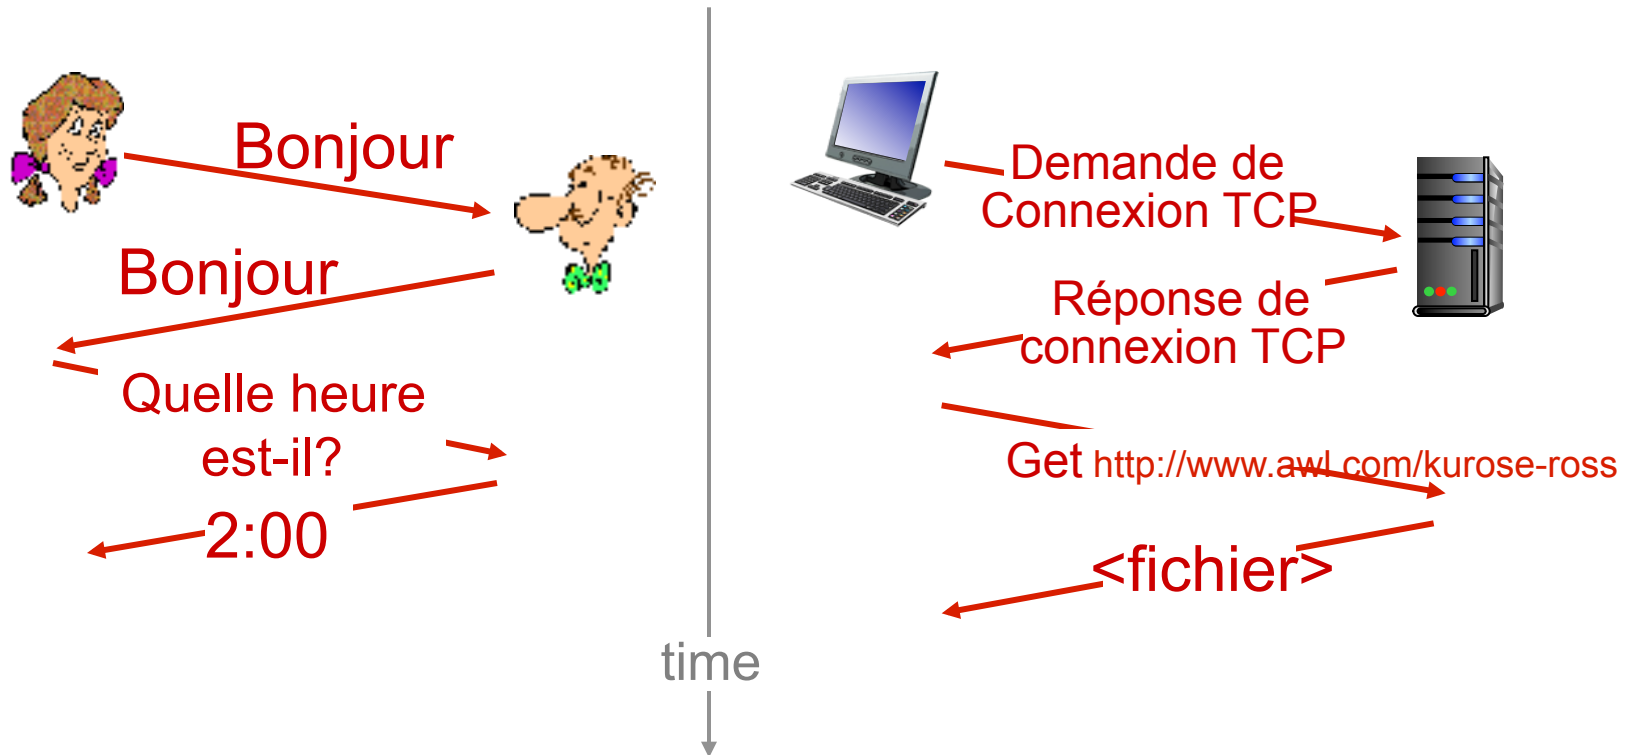 Bonjour
Bonjour
Quelle heure
est-il?
2:00
time
Demande de
Connexion TCP
Réponse de
connexion TCP
Get http://www.awl.com/kurose-ross
<fichier>